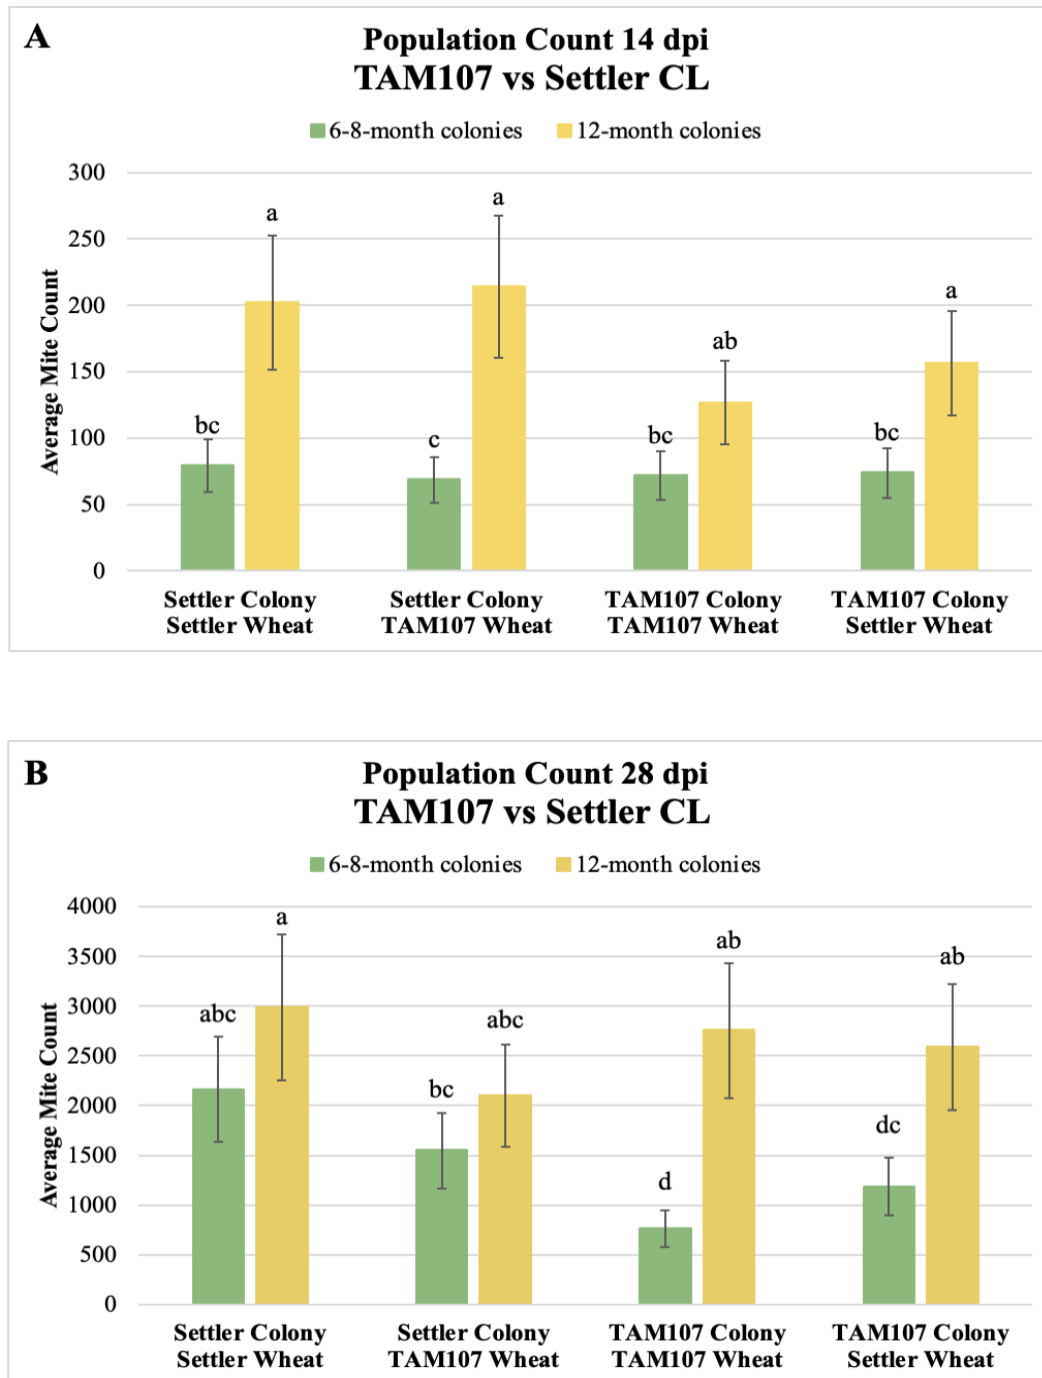 A
Population Count 14 dpi
TAM107 vs Settler CL
6-8-month colonies 12-month colonies
Average Mite Count
300
250
200
150
100
50
0
bc
a
c
a
bc
ab
bc
a
Settler Colony
Settler Wheat
Settler Colony
TAM107 Wheat
TAM107 Colony
TAM107 Wheat
TAM107 Colony
Settler Wheat
B
Population Count 28 dpi
TAM107 vs Settler CL
6-8-month colonies 12-month colonies
Average Mite Count
4000
3500
3000
2500
2000
1500
1000
500
0
abc
a
bc
abc
d
ab
dc
ab
Settler Colony
Settler Wheat
Settler Colony
TAM107 Wheat
TAM107 Colony
TAM107 Wheat
TAM107 Colony
Settler Wheat